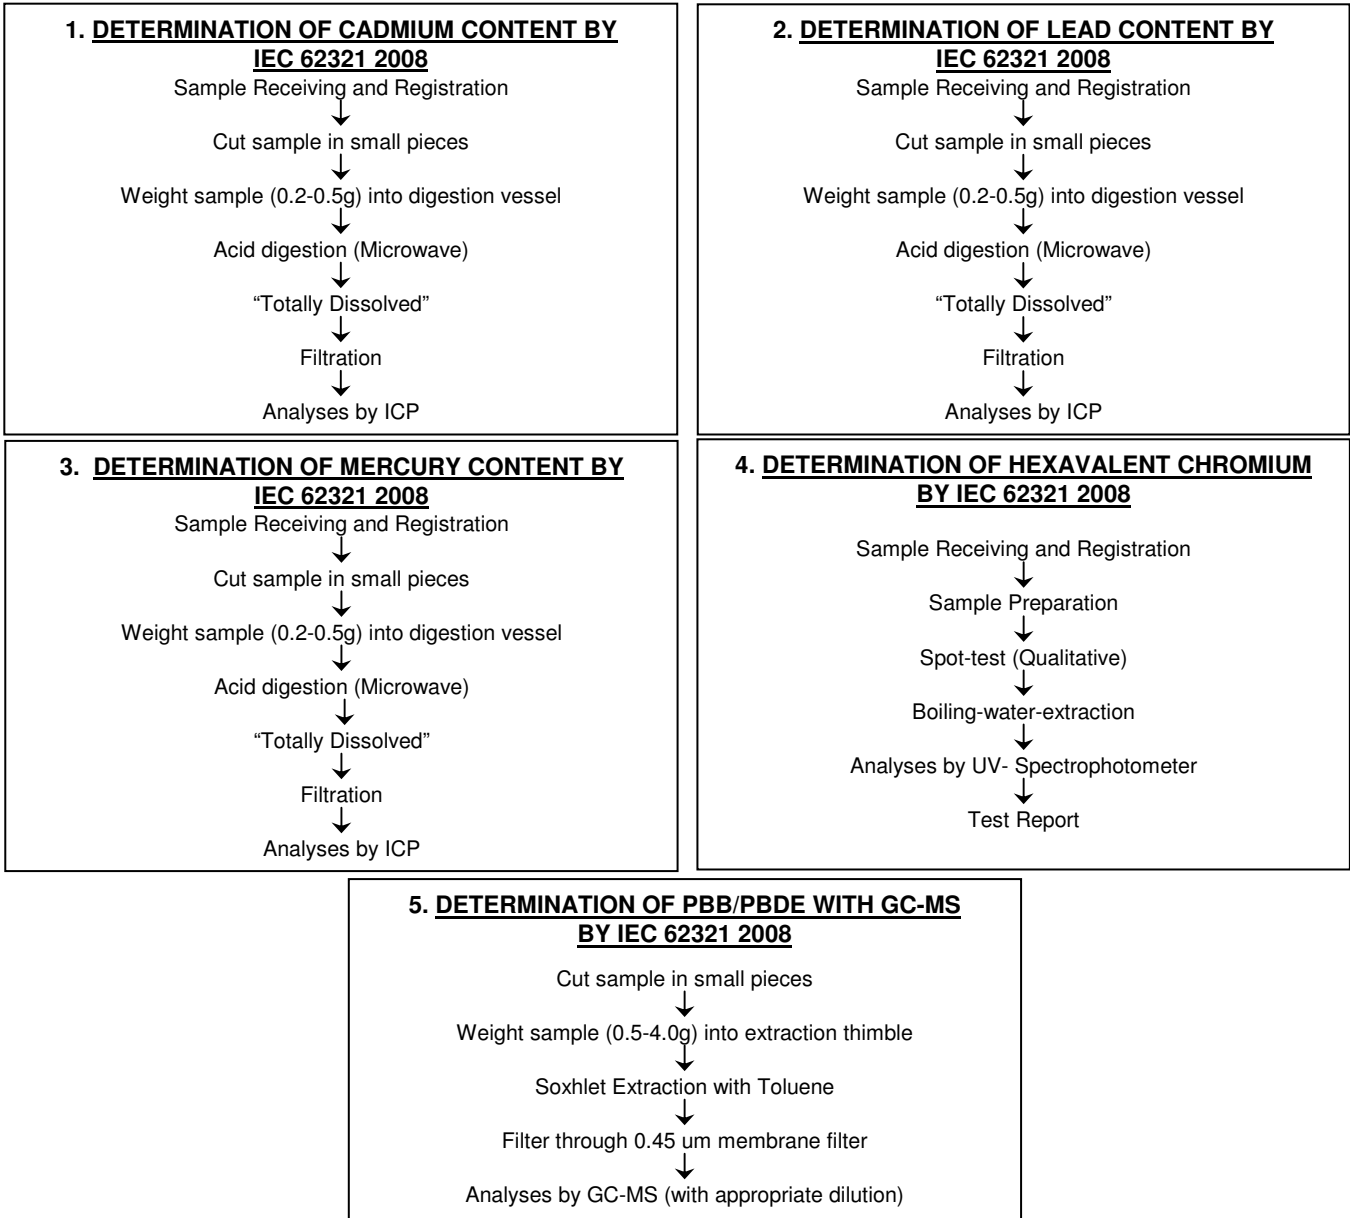 1. DETERMINATION OF CADMIUM CONTENT BY
IEC 62321 2008
Sample Receiving and Registration
Cut sample in small pieces
Weight sample (0.2-0.5g) into digestion vessel
Acid digestion (Microwave)
“Totally Dissolved”
Filtration
Analyses by ICP
2. DETERMINATION OF LEAD CONTENT BY
IEC 62321 2008
Sample Receiving and Registration
Cut sample in small pieces
Weight sample (0.2-0.5g) into digestion vessel
Acid digestion (Microwave)
“Totally Dissolved”
Filtration
Analyses by ICP
3. DETERMINATION OF MERCURY CONTENT BY
IEC 62321 2008
Sample Receiving and Registration
Cut sample in small pieces
Weight sample (0.2-0.5g) into digestion vessel
Acid digestion (Microwave)
“Totally Dissolved”
Filtration
Analyses by ICP
4. DETERMINATION OF HEXAVALENT CHROMIUM
BY IEC 62321 2008
Sample Receiving and Registration
Sample Preparation
Spot-test (Qualitative)
Boiling-water-extraction
Analyses by UV- Spectrophotometer
Test Report
5. DETERMINATION OF PBB/PBDE WITH GC-MS
BY IEC 62321 2008
Cut sample in small pieces
Weight sample (0.5-4.0g) into extraction thimble
Soxhlet Extraction with Toluene
Filter through 0.45 um membrane filter
Analyses by GC-MS (with appropriate dilution)